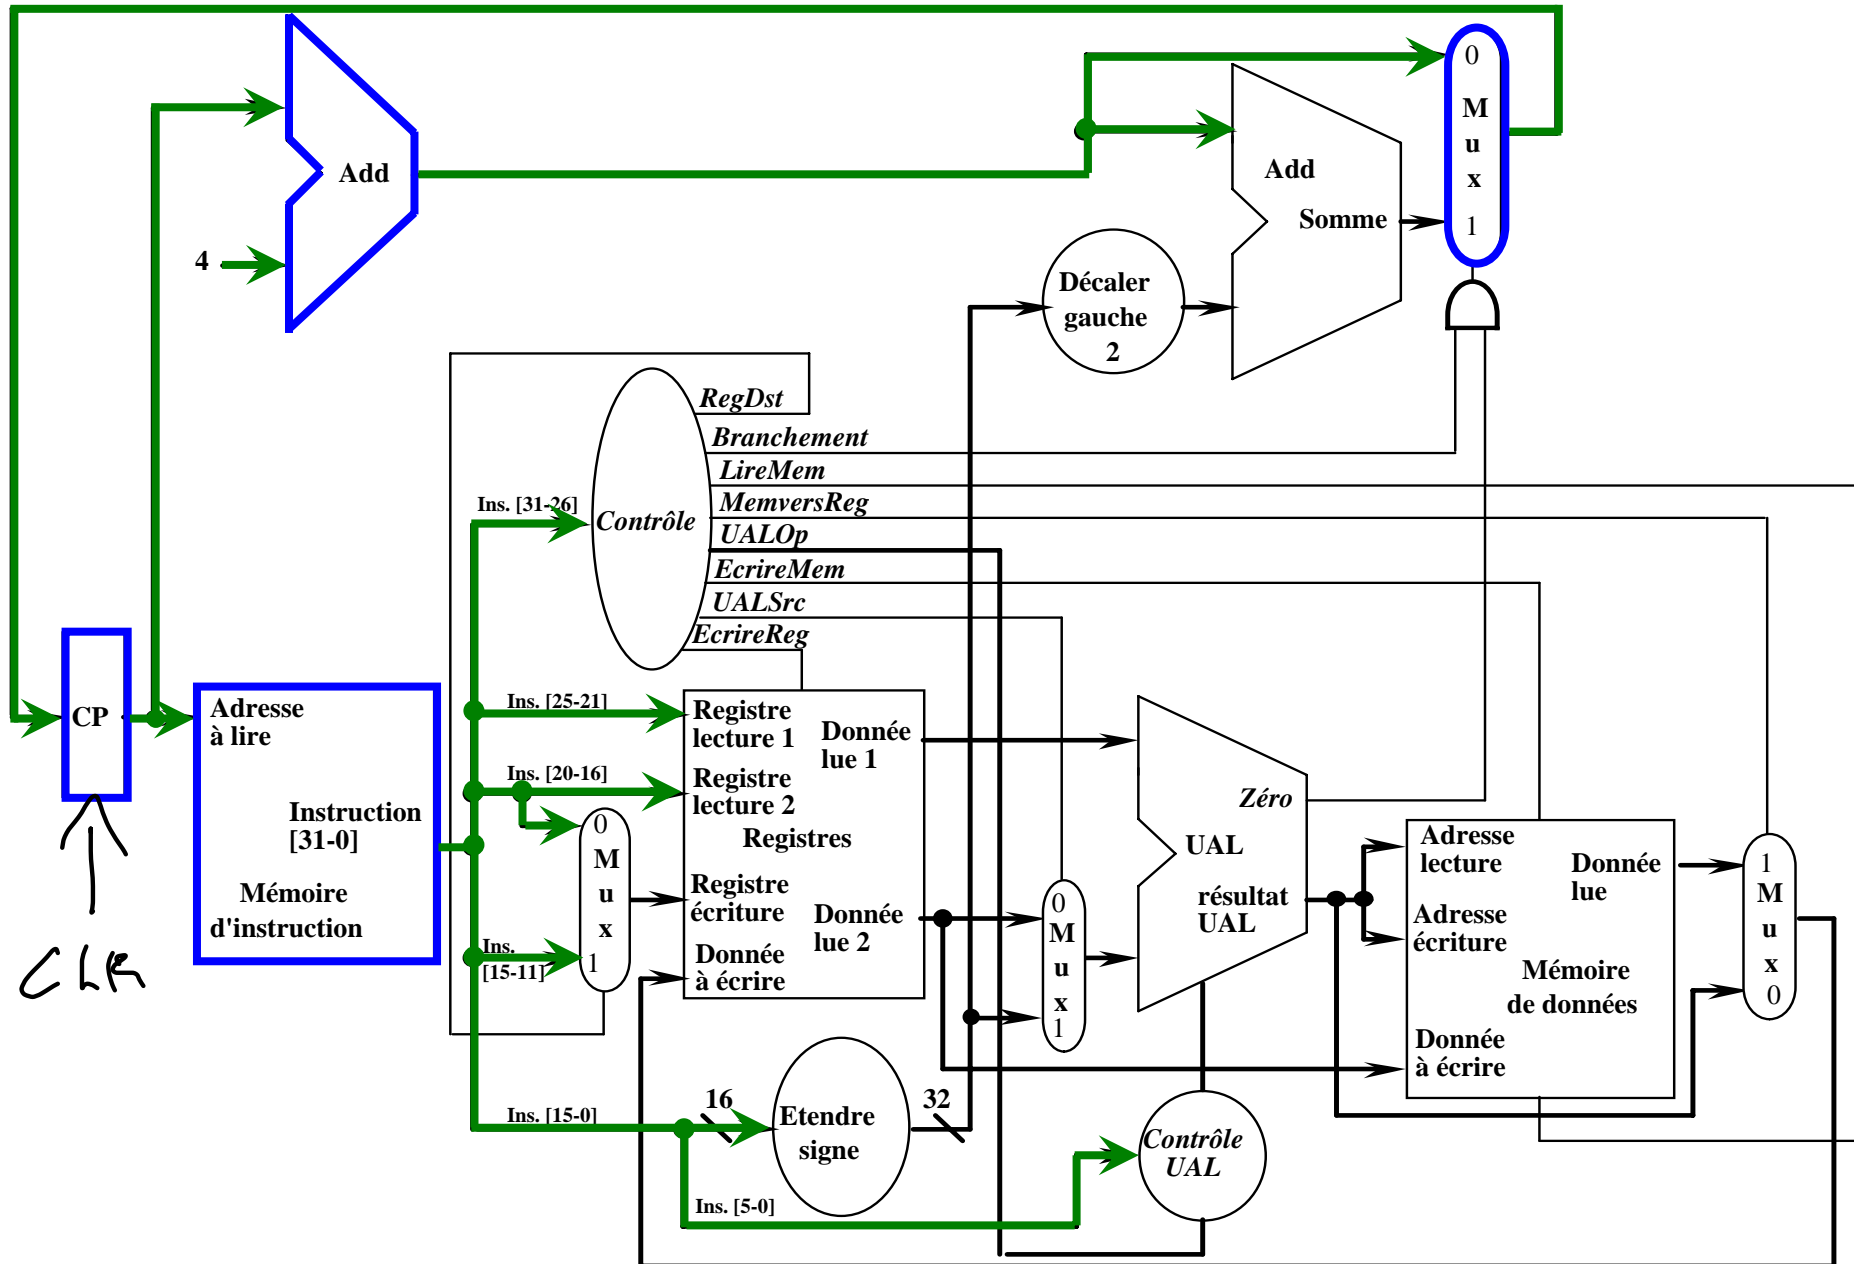 0
M
u
x
1
Add
Add
Somme
4
Décaler
gauche
2
RegDst
Branchement
LireMem
MemversReg
UALOp
EcrireMem
UALSrc
EcrireReg
Ins. [31-26]
Contrôle
CP
Adresse
à lire
Instruction
[31-0]
Mémoire
d'instruction
Clk
Ins. [25-21]
Ins. [20-16]
0
M
u
x
1
Ins.
[15-11]
Registre
lecture 1
Registre
lecture 2
Registres
Registre
écriture
Donnée
à écrire
Donnée
lue 1
Donnée
lue 2
0
M
u
x
1
Zéro
UAL
résultat
UAL
Adresse
lecture
Adresse
écriture
Donnée
lue
Mémoire
de données
Donnée
à écrire
1
M
u
x
0
Ins. [15-0]
16
Etendre
signe
32
Contrôle
UAL
Ins. [5-0]